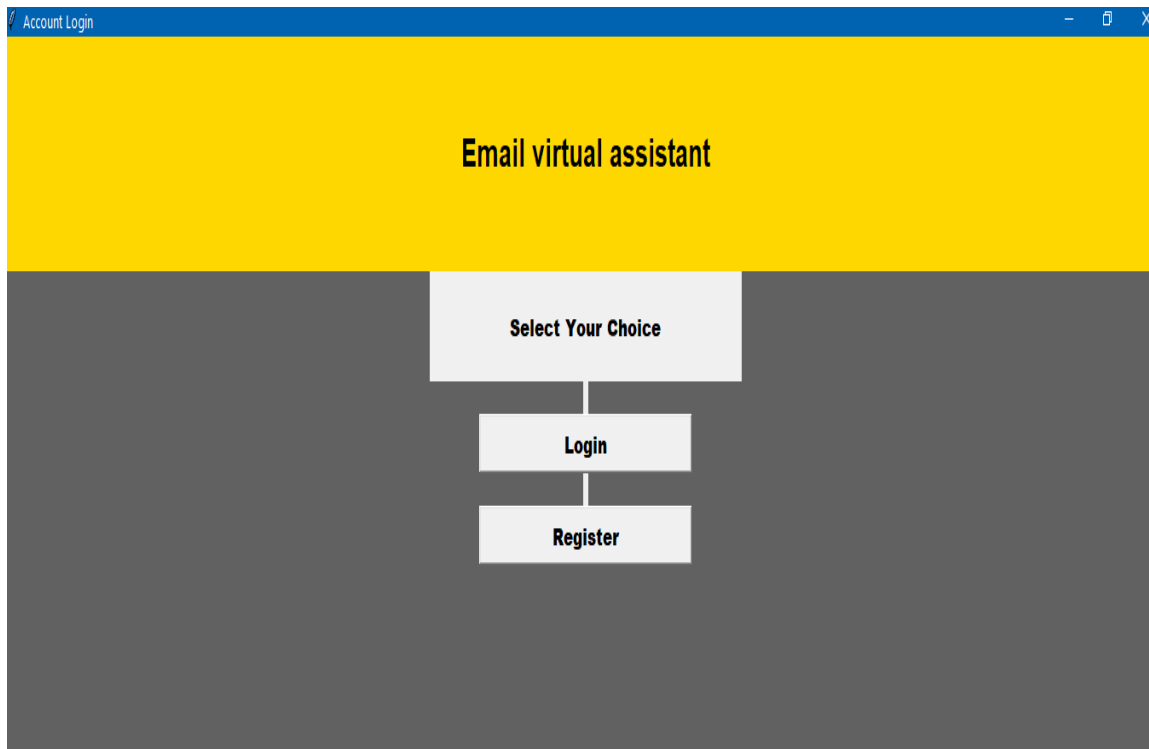 Account Login
Email virtual assistant
Select Your Choice
Login
Register